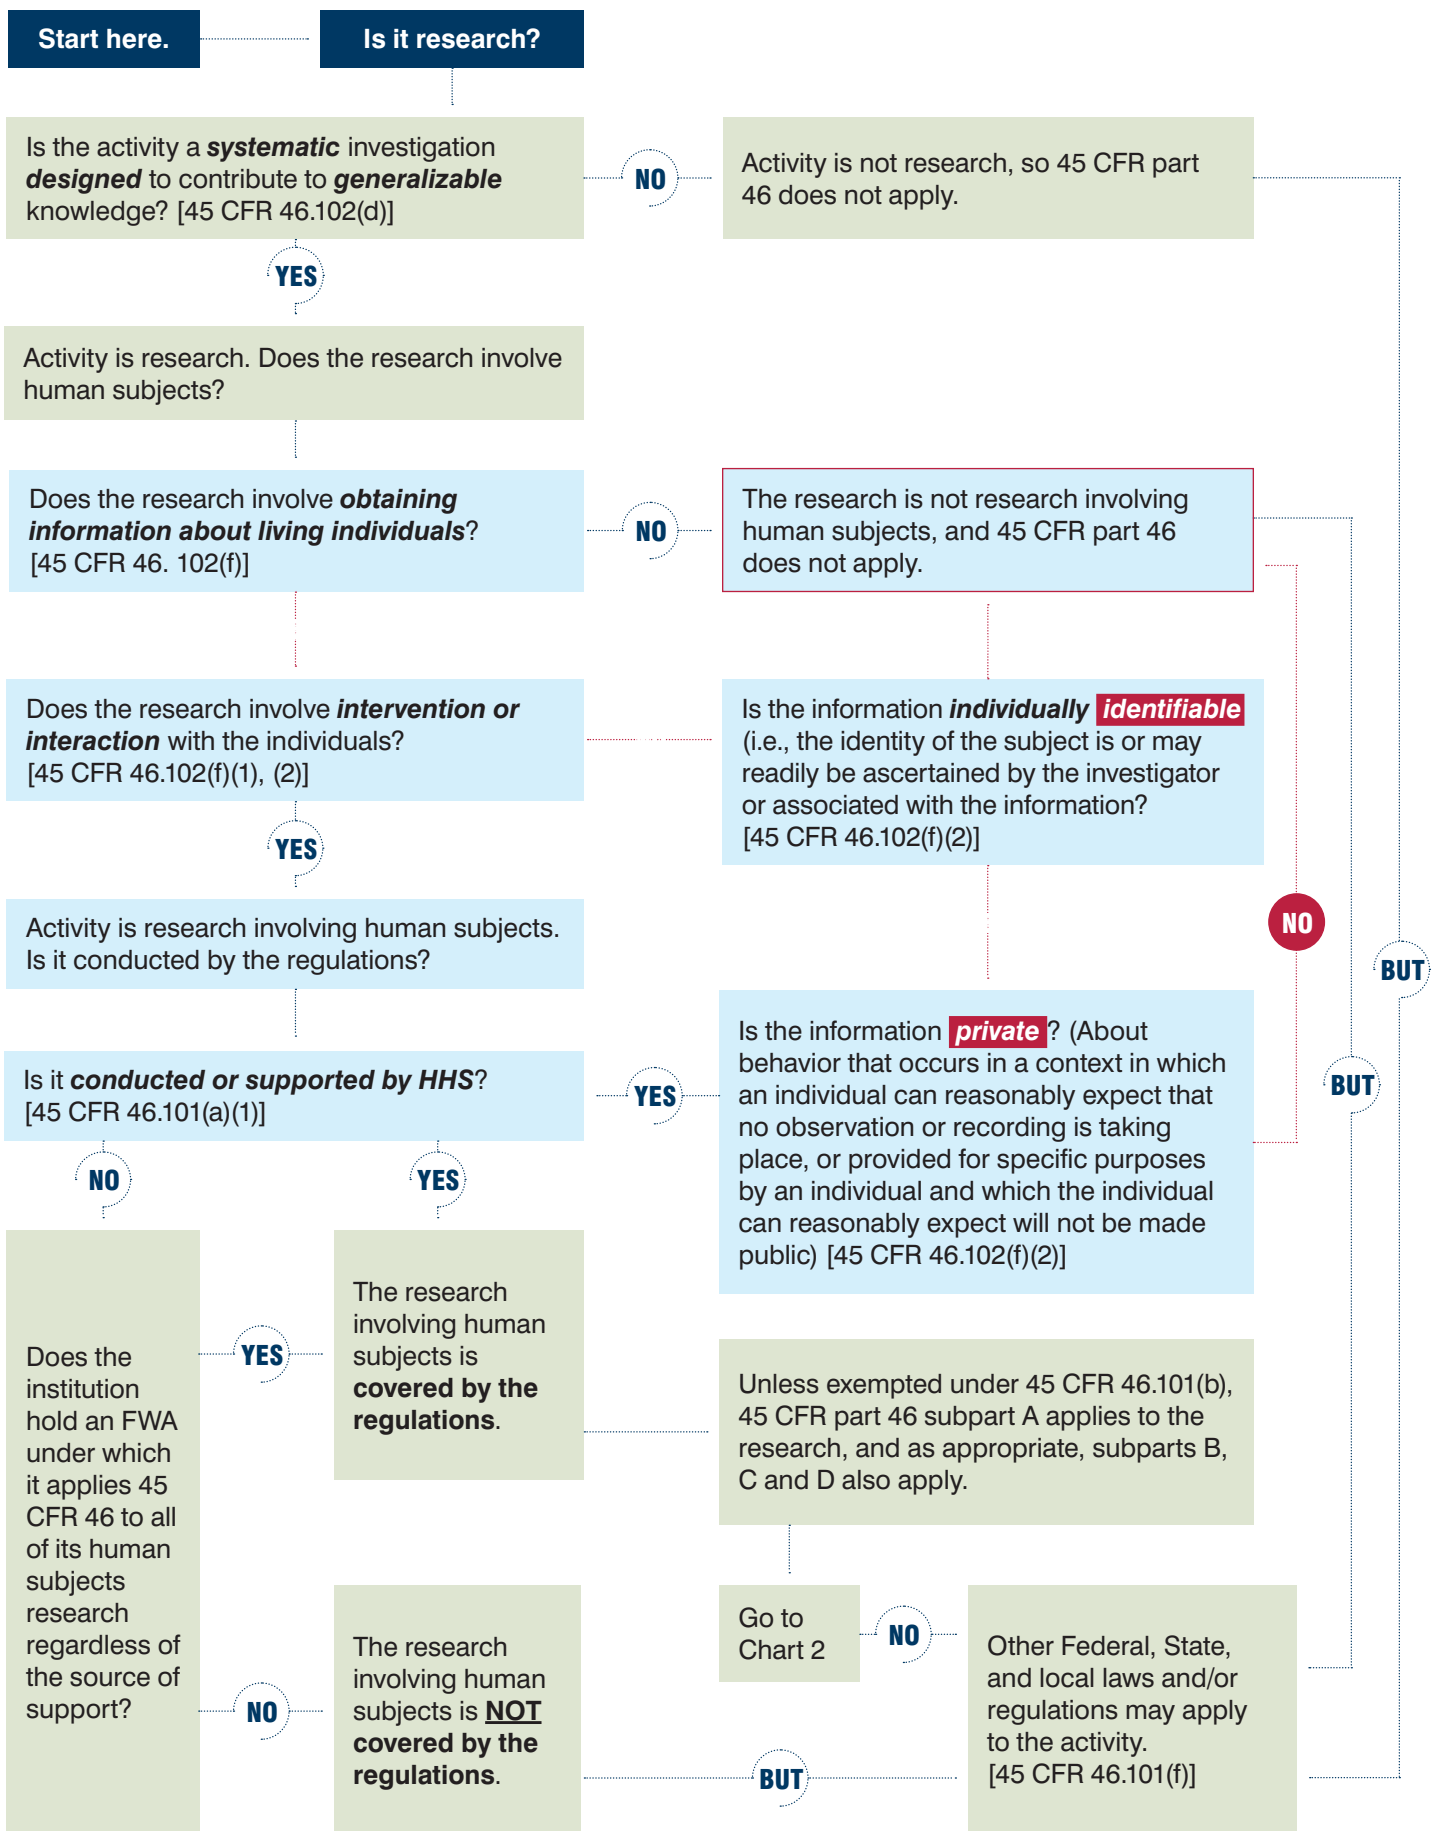 Start here.
Is it research?
Is the activity a systematic investigation
designed to contribute to generalizable
knowledge? [45 CFR 46.102(d)]
NO
Activity is not research, so 45 CFR part
46 does not apply.
YES
Activity is research. Does the research involve
human subjects?
Does the research involve obtaining
information about living individuals?
[45 CFR 46. 102(f)]
NO
The research is not research involving
human subjects, and 45 CFR part 46
does not apply.
Does the research involve intervention or
interaction with the individuals?
[45 CFR 46.102(f)(1), (2)]
Is the information individually identifiable
(i.e., the identity of the subject is or may
readily be ascertained by the investigator
or associated with the information?
[45 CFR 46.102(f)(2)]
YES
NO
BUT
Activity is research involving human subjects.
Is it conducted by the regulations?
Is the information private? (About
behavior that occurs in a context in which
an individual can reasonably expect that
no observation or recording is taking
place, or provided for specific purposes
by an individual and which the individual
can reasonably expect will not be made
public) [45 CFR 46.102(f)(2)]
BUT
YES
Is it conducted or supported by HHS?
[45 CFR 46.101(a)(1)]
NO
YES
Does the
institution
hold an FWA
under which
it applies 45
CFR 46 to all
of its human
subjects
research
regardless of
the source of
support?
YES
The research
involving human
subjects is
covered by the
regulations.
Unless exempted under 45 CFR 46.101(b),
45 CFR part 46 subpart A applies to the
research, and as appropriate, subparts B,
C and D also apply.
NO
The research
involving human
subjects is NOT
covered by the
regulations.
BUT
Go to
Chart 2
NO
Other Federal, State,
and local laws and/or
regulations may apply
to the activity.
[45 CFR 46.101(f)]